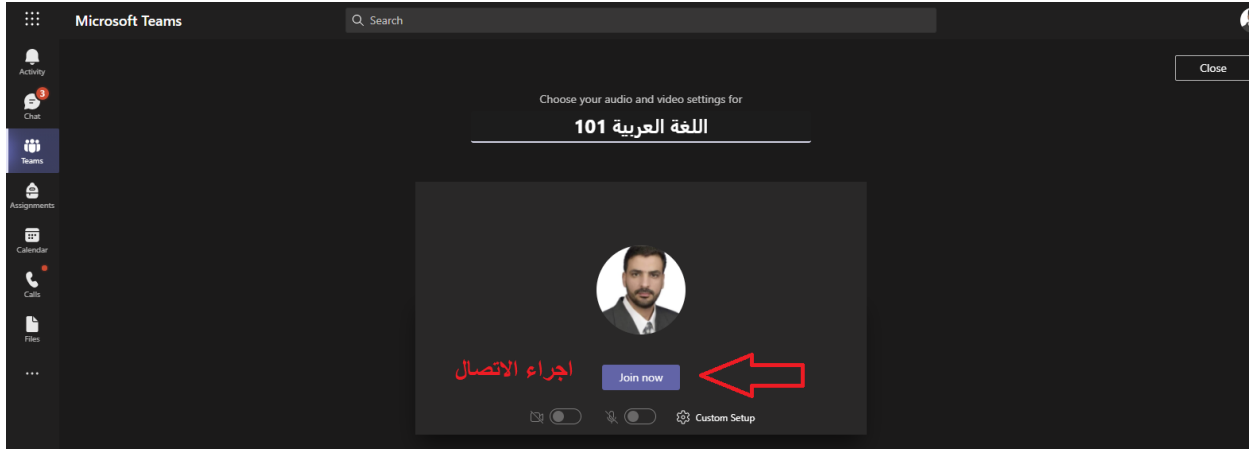 Microsoft Teams
Search
Activity
3
Chat
Teams
Assignments
Calendar
Calls
Files
Close
Choose your audio and video settings for
اللغة العربية 101
اجراء الاتصال
Join now
Custom Setup